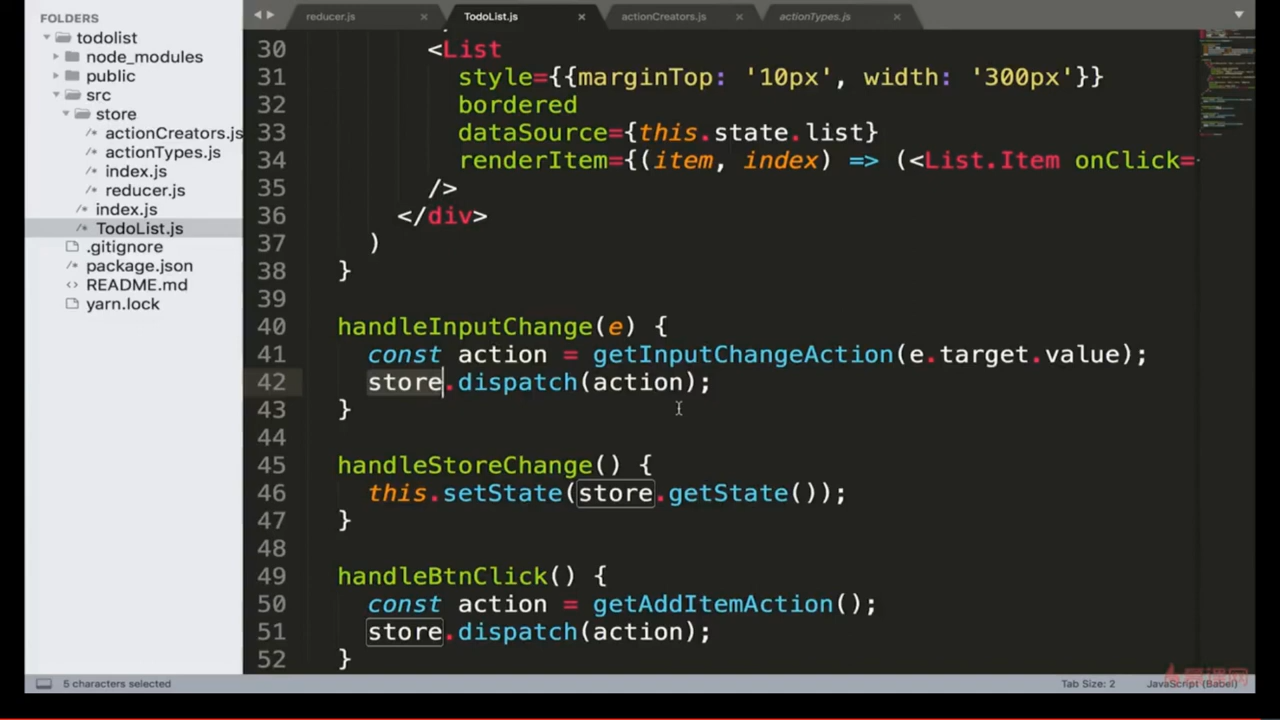 FOLDERS
todolist
node_modules
public
src
store
actionCreators.js
actionTypes.js
index.js
reducer.js
index.js
TodoList.js
.gitignore
package.json
README.md
yarn.lock
reducer.js
TodoList.js
actionCreators.js
actionTypes.js
30 <List
31 style={{marginTop: '10px', width: '300px'}}
32 bordered
33 dataSource={this.state.list}
34 renderItem={(item, index) => (<List.Item onClick=
35 />
36 </div>
37 )
38 }
39
40 handleInputChange(e) {
41 const action = getInputChangeAction(e.target.value);
42 store.dispatch(action);
43 }
44
45 handleStoreChange() {
46 this.setState(store.getState());
47 }
48
49 handleBtnClick() {
50 const action = getAddItemAction();
51 store.dispatch(action);
52 }
5 characters selected
Tab Size: 2
JavaScript (Babel)